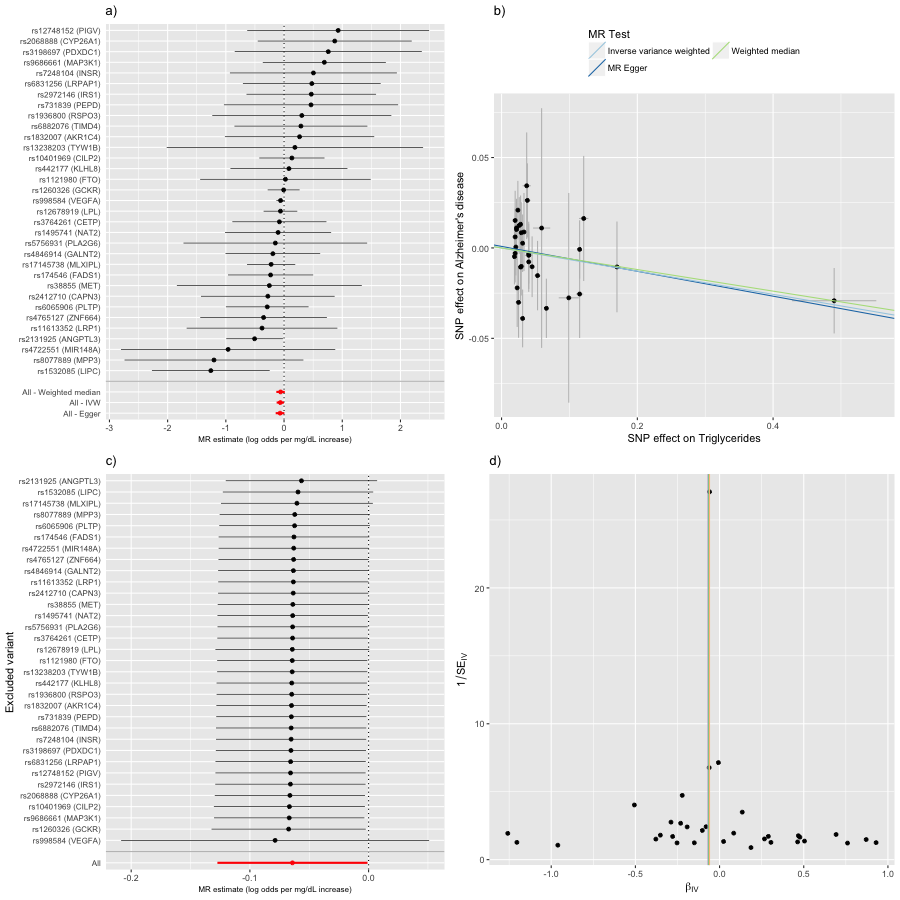 a)
rs12748152 (PIGV)
rs2068888 (CYP26A1)
rs3198697 (PDXDC1)
rs9686661 (MAP3K1)
rs7248104 (INSR)
rs6831256 (LRPAP1)
rs2972146 (IRS1)
rs731839 (PEPD)
rs1936800 (RSPO3)
rs6882076 (TIMD4)
rs1832007 (AKR1C4)
rs13238203 (TYW1B)
rs10401969 (CILP2)
rs442177 (KLHL8)
rs1121980 (FTO)
rs1260326 (GCKR)
rs998584 (VEGFA)
rs12678919 (LPL)
rs3764261 (CETP)
rs1495741 (NAT2)
rs5756931 (PLA2G6)
rs4846914 (GALNT2)
rs17145738 (MLXIPL)
rs174546 (FADS1)
rs38855 (MET)
rs2412710 (CAPN3)
rs6065906 (PLTP)
rs4765127 (ZNF664)
rs11613352 (LRP1)
rs2131925 (ANGPTL3)
rs4722551 (MIR148A)
rs8077889 (MPP3)
rs1532085 (LIPC)
All - Weighted median
All - IVW
All - Egger
-3 -2 -1 0 1 2
MR estimate (log odds per mg/dL increase)
b)
MR Test
Inverse variance weighted
Weighted median
MR Egger
SNP effect on Alzheimer's disease
0.05
0.00
-0.05
0.0 0.2 0.4
SNP effect on Triglycerides
c)
Excluded variant
rs2131925 (ANGPTL3)
rs1532085 (LIPC)
rs17145738 (MLXIPL)
rs8077889 (MPP3)
rs6065906 (PLTP)
rs174546 (FADS1)
rs4722551 (MIR148A)
rs4765127 (ZNF664)
rs4846914 (GALNT2)
rs11613352 (LRP1)
rs2412710 (CAPN3)
rs38855 (MET)
rs1495741 (NAT2)
rs5756931 (PLA2G6)
rs3764261 (CETP)
rs12678919 (LPL)
rs1121980 (FTO)
rs13238203 (TYW1B)
rs442177 (KLHL8)
rs1936800 (RSPO3)
rs1832007 (AKR1C4)
rs731839 (PEPD)
rs6882076 (TIMD4)
rs7248104 (INSR)
rs3198697 (PDXDC1)
rs6831256 (LRPAP1)
rs12748152 (PIGV)
rs2972146 (IRS1)
rs2068888 (CYP26A1)
rs10401969 (CILP2)
rs9686661 (MAP3K1)
rs1260326 (GCKR)
rs998584 (VEGFA)
All
-0.2 -0.1 0.0
MR estimate (log odds per mg/dL increase)
d)
1/SE_IV
20
10
0
-1.0 -0.5 0.0 0.5 1.0
β_IV